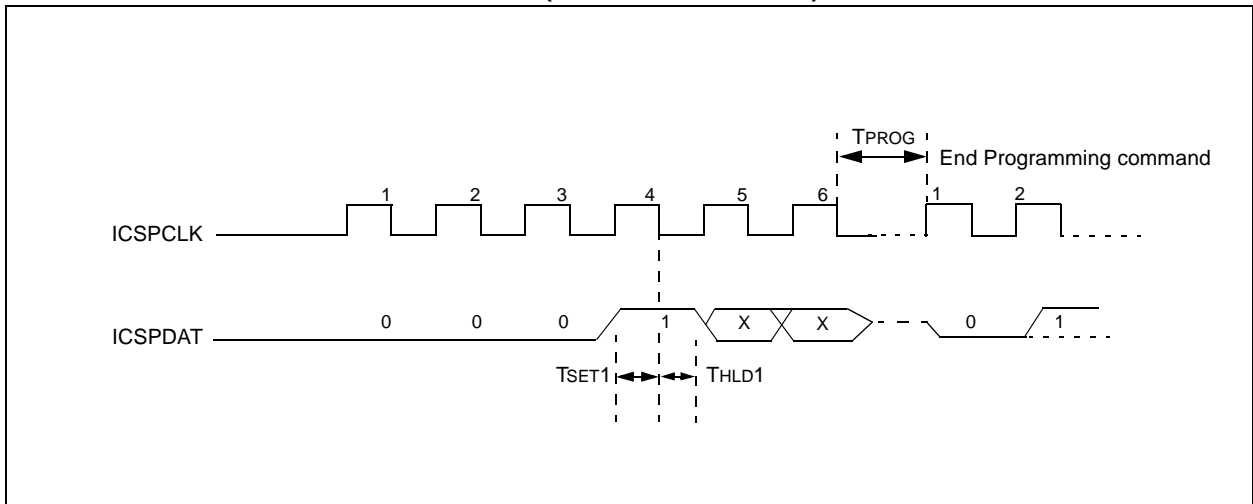 TPROG
End Programming command
1 2 3 4 5 6 1 2
ICSPCLK
ICSPDAT
0 0 0 1 X X 0 1
TSET1 THLD1